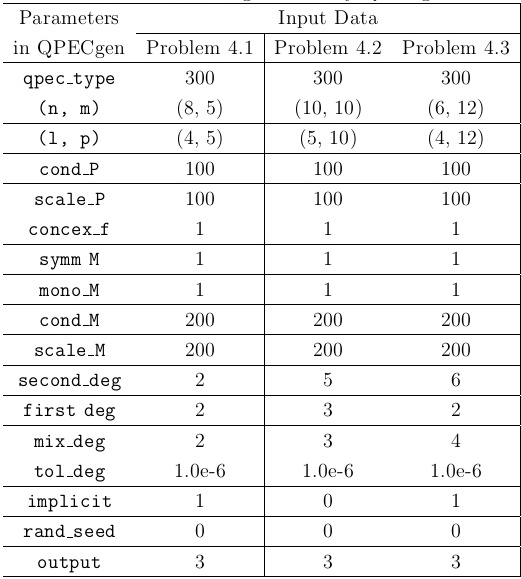 Parameters Input Data
in QPECgen Problem 4.1 Problem 4.2 Problem 4.3
qpec_type 300 300 300
(n, m) (8, 5) (10, 10) (6, 12)
(l, p) (4, 5) (5, 10) (4, 12)
cond_P 100 100 100
scale_P 100 100 100
concex_f 1 1 1
symm M 1 1 1
mono_M 1 1 1
cond_M 200 200 200
scale_M 200 200 200
second_deg 2 5 6
first deg 2 3 2
mix_deg 2 3 4
tol_deg 1.0e-6 1.0e-6 1.0e-6
implicit 1 0 1
rand_seed 0 0 0
output 3 3 3